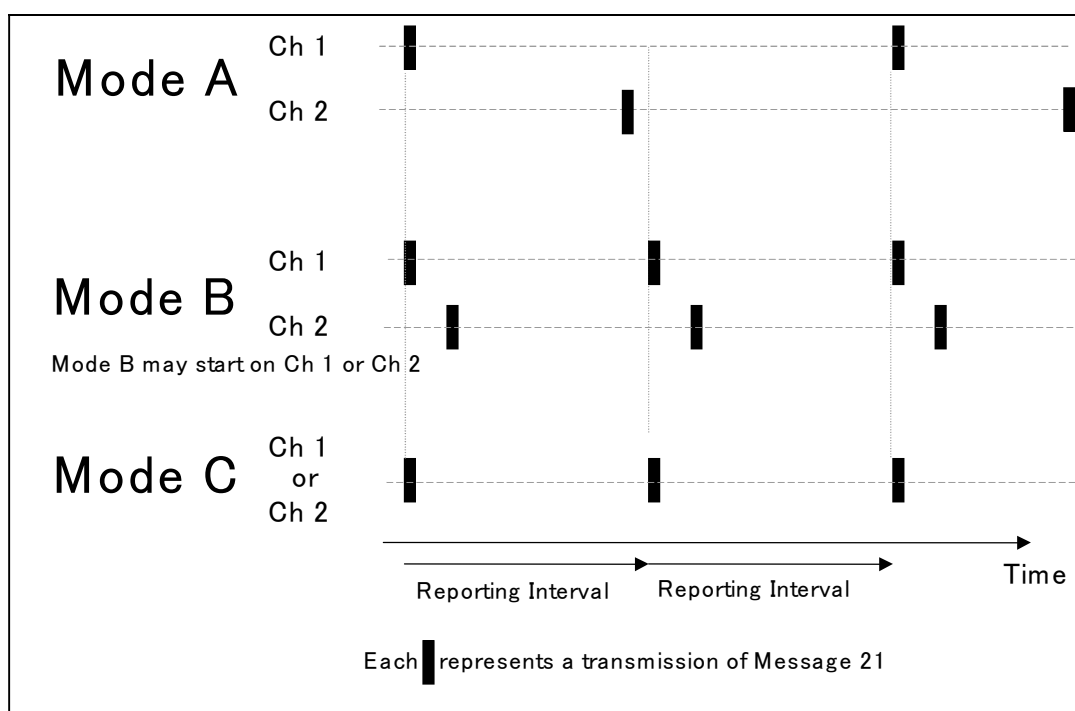 Mode A
Ch 1
Ch 2
Mode B
Ch 1
Ch 2
Mode B may start on Ch 1 or Ch 2
Mode C
Ch 1
or
Ch 2
Time
Reporting Interval
Reporting Interval
Each represents a transmission of Message 21